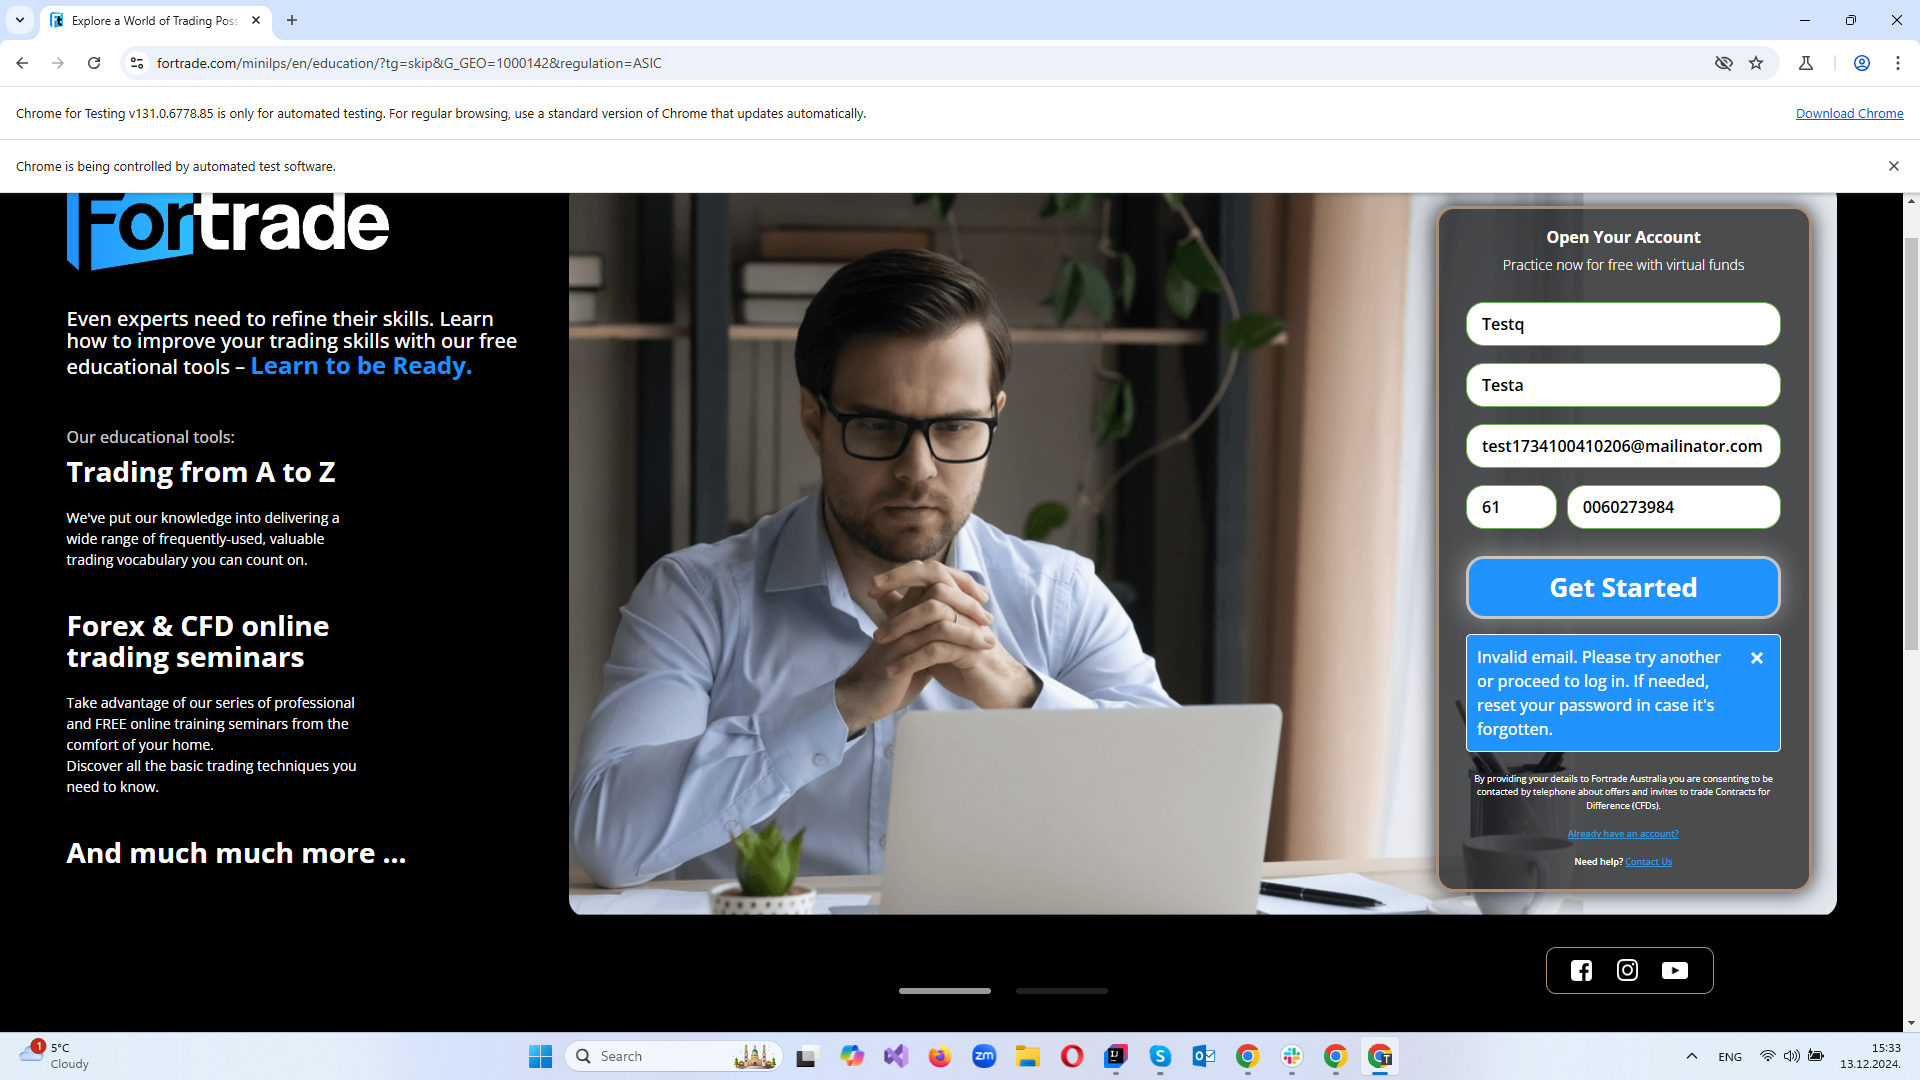 Explore a World of Trading Poss
fortrade.com/minilps/en/education/?tg=skip&G_GEO=1000142&regulation=ASIC
Chrome for Testing v131.0.6778.85 is only for automated testing. For regular browsing, use a standard version of Chrome that updates automatically.
Download Chrome
Chrome is being controlled by automated test software.
Fortrade
Even experts need to refine their skills. Learn
how to improve your trading skills with our free
educational tools – Learn to be Ready.
Our educational tools:
Trading from A to Z
We've put our knowledge into delivering a
wide range of frequently-used, valuable
trading vocabulary you can count on.
Forex & CFD online
trading seminars
Take advantage of our series of professional
and FREE online training seminars from the
comfort of your home.
Discover all the basic trading techniques you
need to know.
And much much more ...
Open Your Account
Practice now for free with virtual funds
Testq
Testa
test1734100410206@mailinator.com
61
0060273984
Get Started
Invalid email. Please try another
or proceed to log in. If needed,
reset your password in case it's
forgotten.
By providing your details to Fortrade Australia you are consenting to be
contacted by telephone about offers and invites to trade Contracts for
Difference (CFDs).
Already have an account?
Need help? Contact Us
1
5°C
Cloudy
Search
zm
ENG
15:33
13.12.2024.